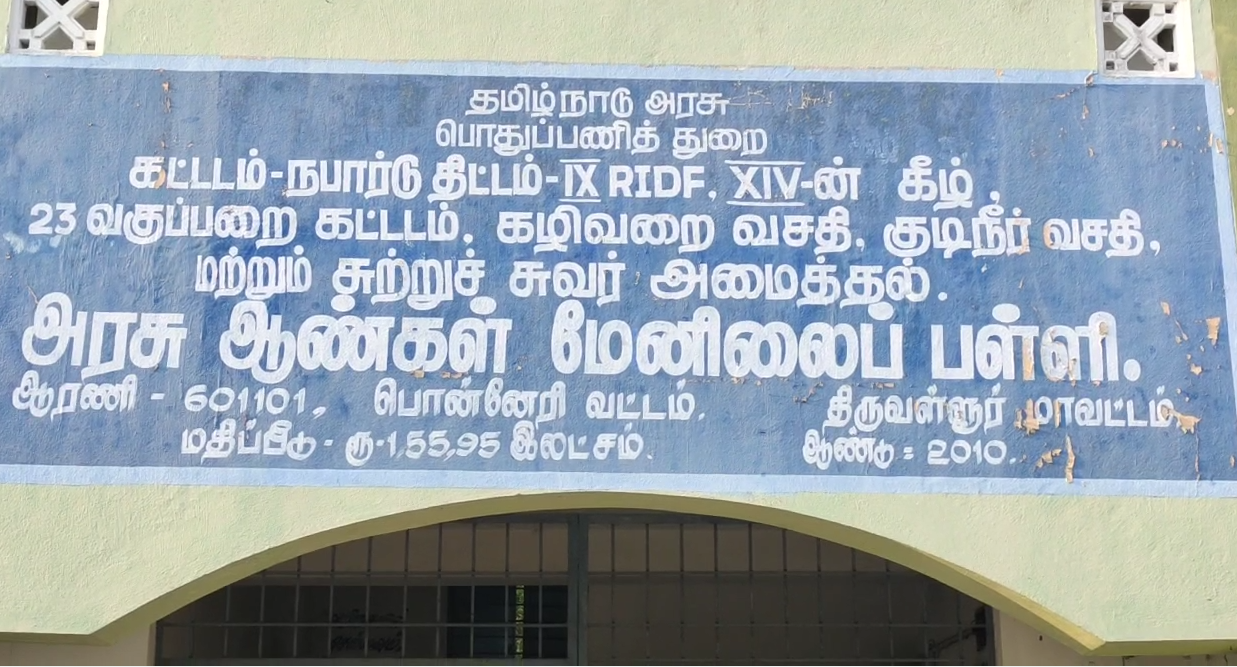 தமிழ்நாடு அரசு
பொதுப்பணித் துறை
கட்டடம்-நபார்டு திட்டம்-IX RIDF, XIV-ன் கீழ்,
23 வகுப்பறை கட்டடம், கழிவறை வசதி, குடிநீர் வசதி,
மற்றும் சுற்றுச் சுவர் அமைத்தல்.
அரசு ஆண்கள் மேனிலைப் பள்ளி.
ஆரணி - 601101, பொன்னேரி வட்டம், திருவள்ளூர் மாவட்டம்,
மதிப்பீடு - ரூ-1,55,95 இலட்சம். ஆண்டு = 2010.